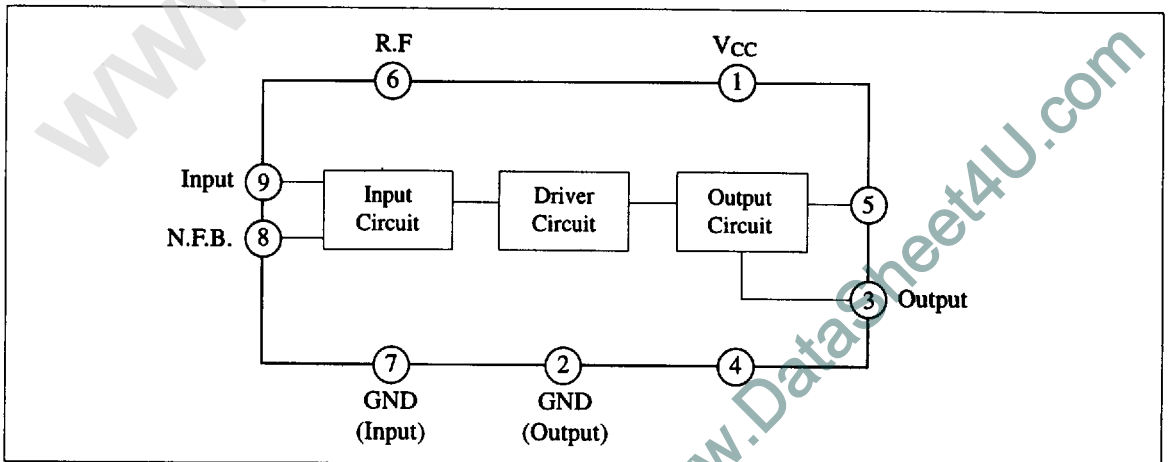 R.F
6
VCC
1
Input 9
Input
Circuit
Driver
Circuit
Output
Circuit
5
N.F.B. 8
3 Output
7
GND
(Input)
2
GND
(Output)
4
www
w.DataSheet4U.com